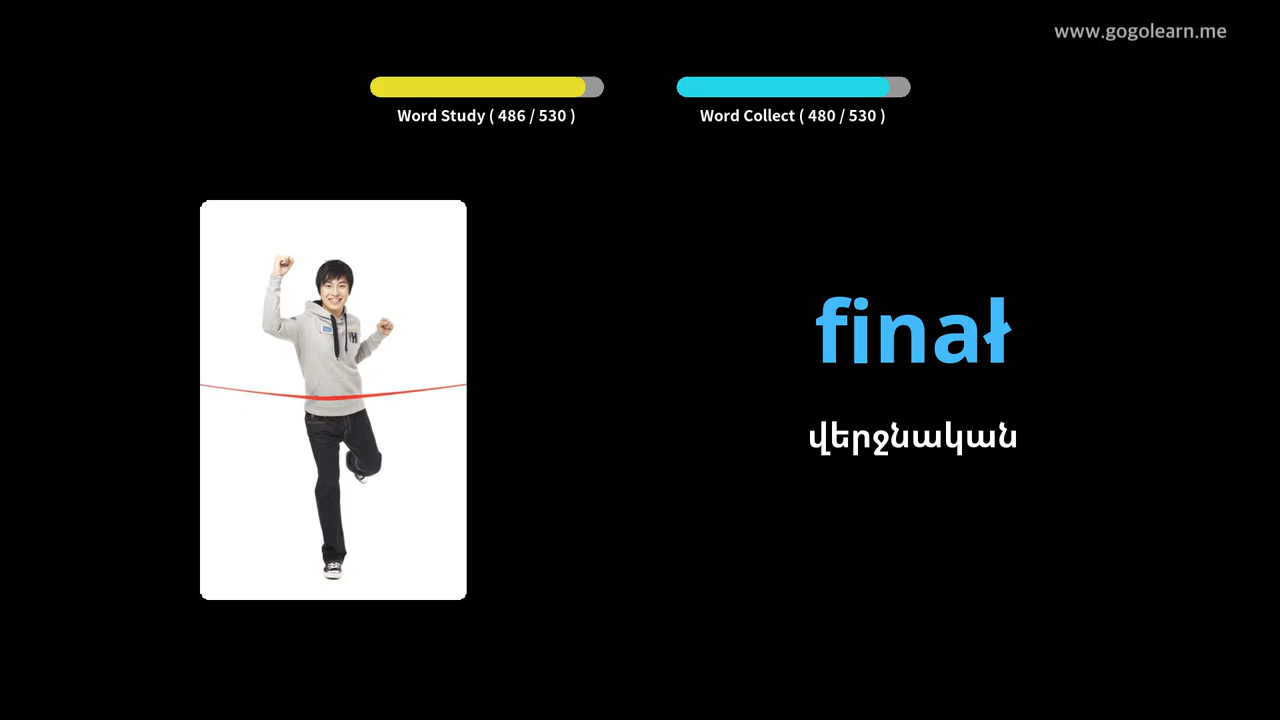 www.gogolearn.me
Word Study ( 486 / 530 )
Word Collect ( 480 / 530 )
finał
վերջնական